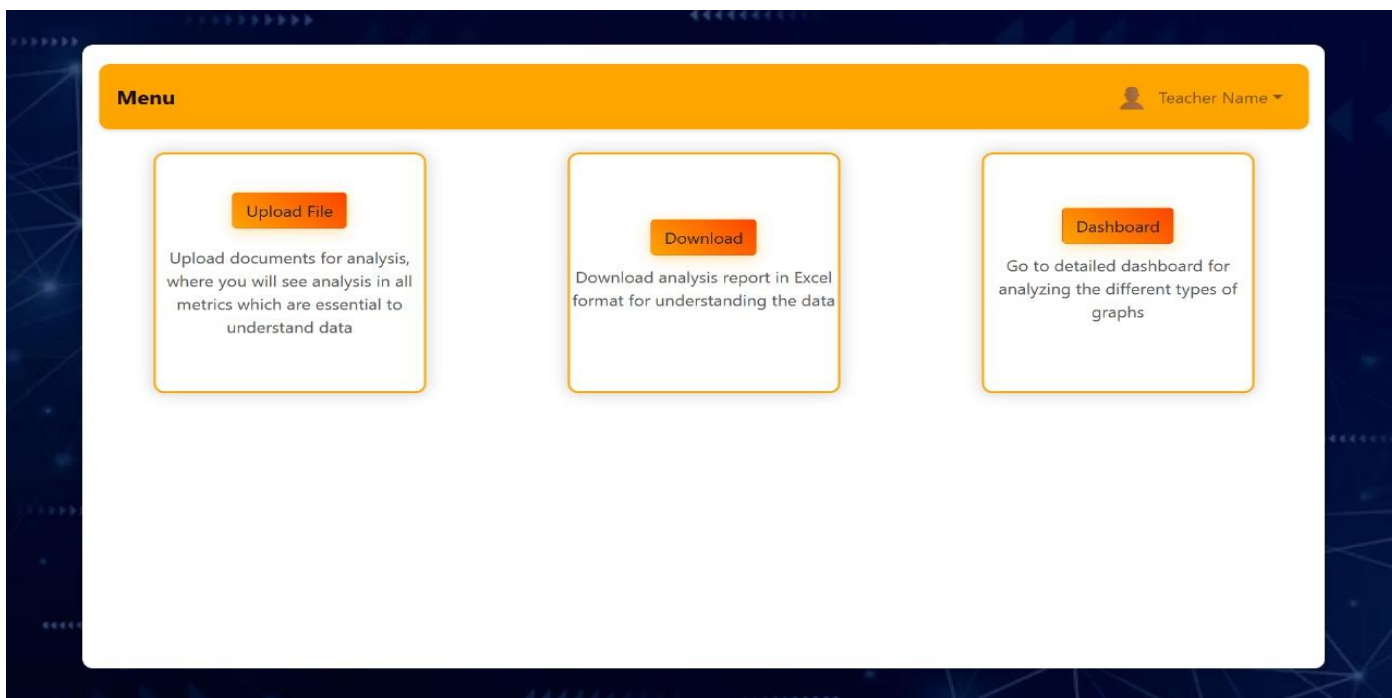 Menu
Teacher Name
Upload File
Upload documents for analysis,
where you will see analysis in all
metrics which are essential to
understand data
Download
Download analysis report in Excel
format for understanding the data
Dashboard
Go to detailed dashboard for
analyzing the different types of
graphs